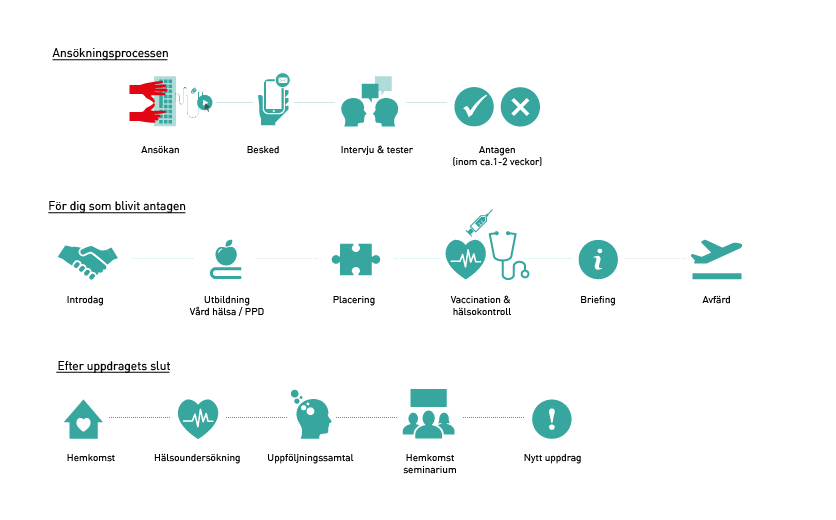 Ansökningsprocessen
Ansökan
Besked
Intervju & tester
Antagen
(inom ca.1-2 veckor)
För dig som blivit antagen
Introdag
Utbildning
Vård hälsa / PPD
Placering
Vaccination &
hälsokontroll
Briefing
Avfärd
Efter uppdragets slut
Hemkomst
Hälsoundersökning
Uppföljningssamtal
Hemkomst
seminarium
Nytt uppdrag